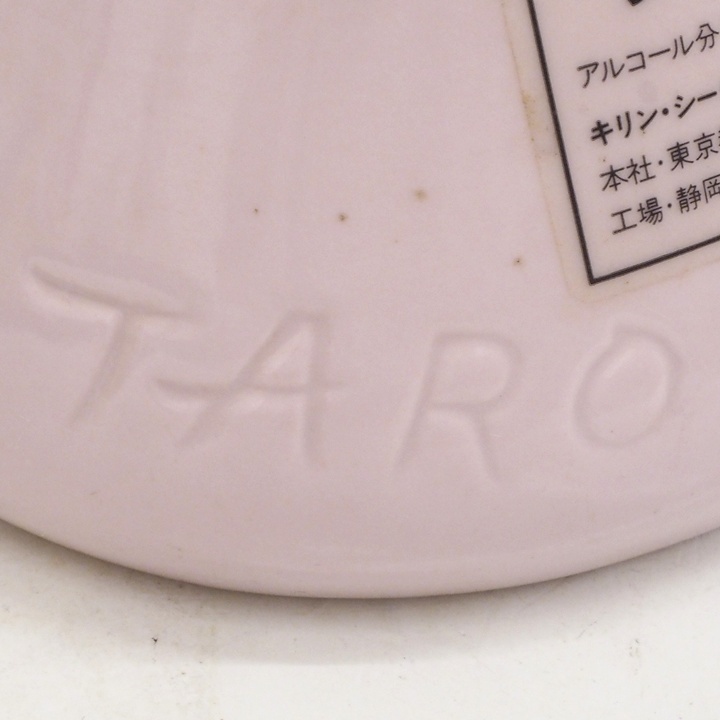 アルコール分
キリン・シー
本社・東京
工場・静岡
TARO